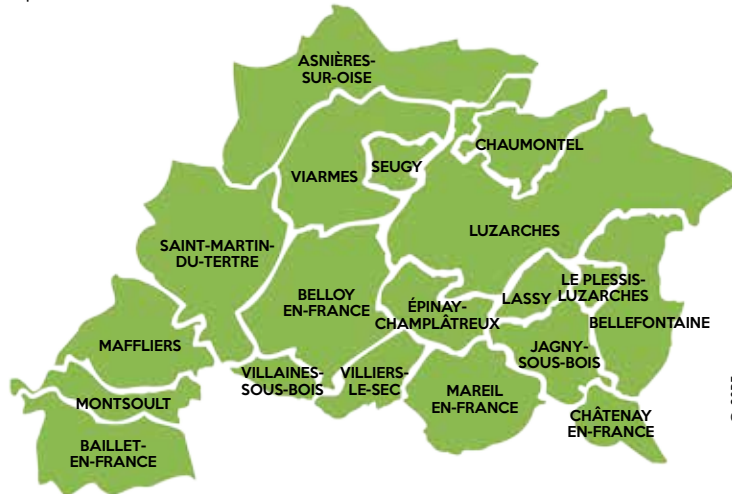 ASNIÈRES-
SUR-OISE
CHAUMONTEL
SEUGY
VIARMES
LUZARCHES
SAINT-MARTIN-
DU-TERTRE
LE PLESSIS-
LUZARCHES
LASSY
BELLOY
EN-FRANCE
ÉPINAY-
CHAMPLÂTREUX
BELLEFONTAINE
MAFFLIERS
JAGNY-
SOUS-BOIS
VILLAINES-
SOUS-BOIS
VILLIERS-
LE-SEC
MAREIL
EN-FRANCE
MONTSOULT
CHÂTENAY
EN-FRANCE
BAILLET-
EN-FRANCE